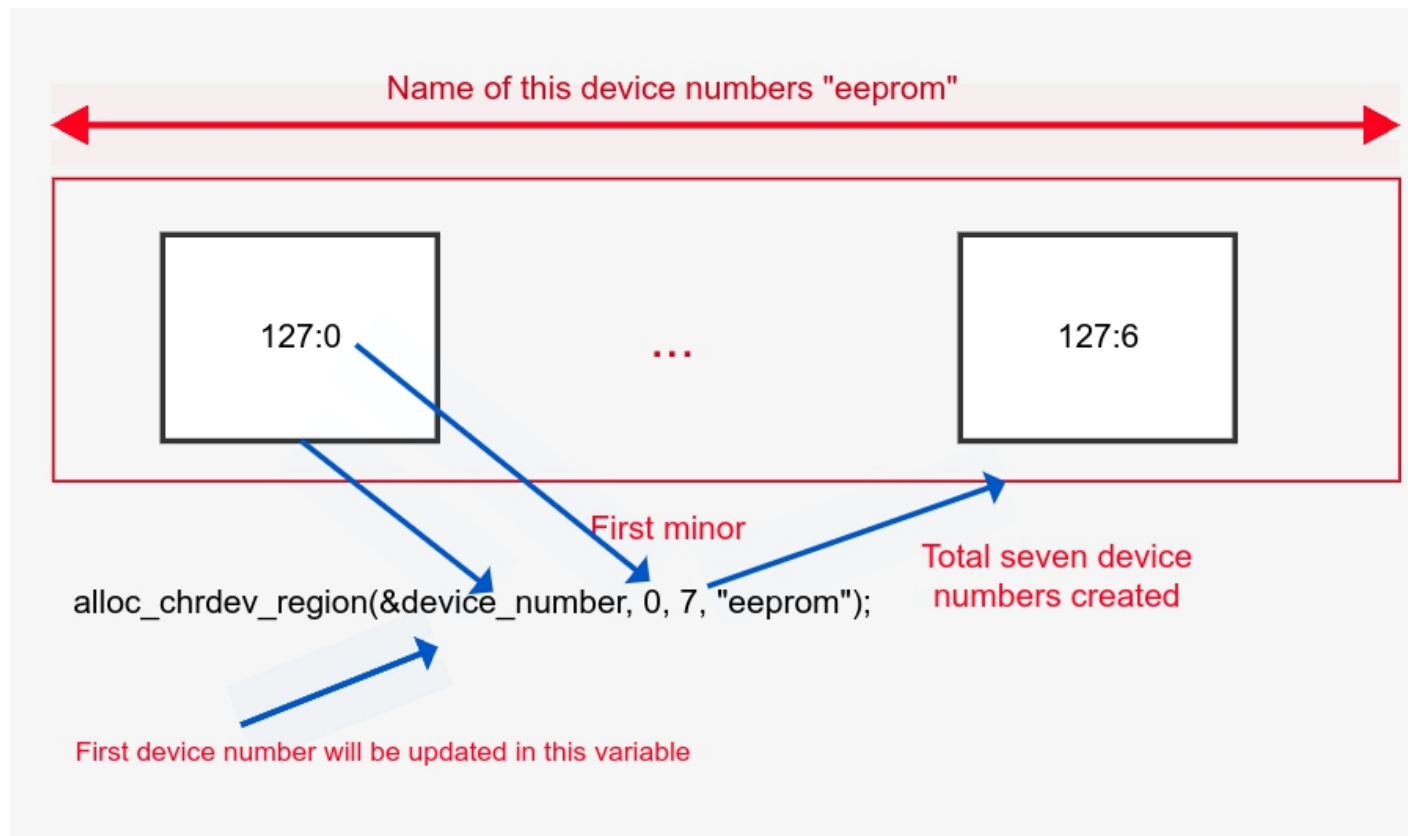 Name of this device numbers "eeprom"
127:0
...
127:6
First minor
Total seven device
numbers created
alloc_chrdev_region(&device_number, 0, 7, "eeprom");
First device number will be updated in this variable